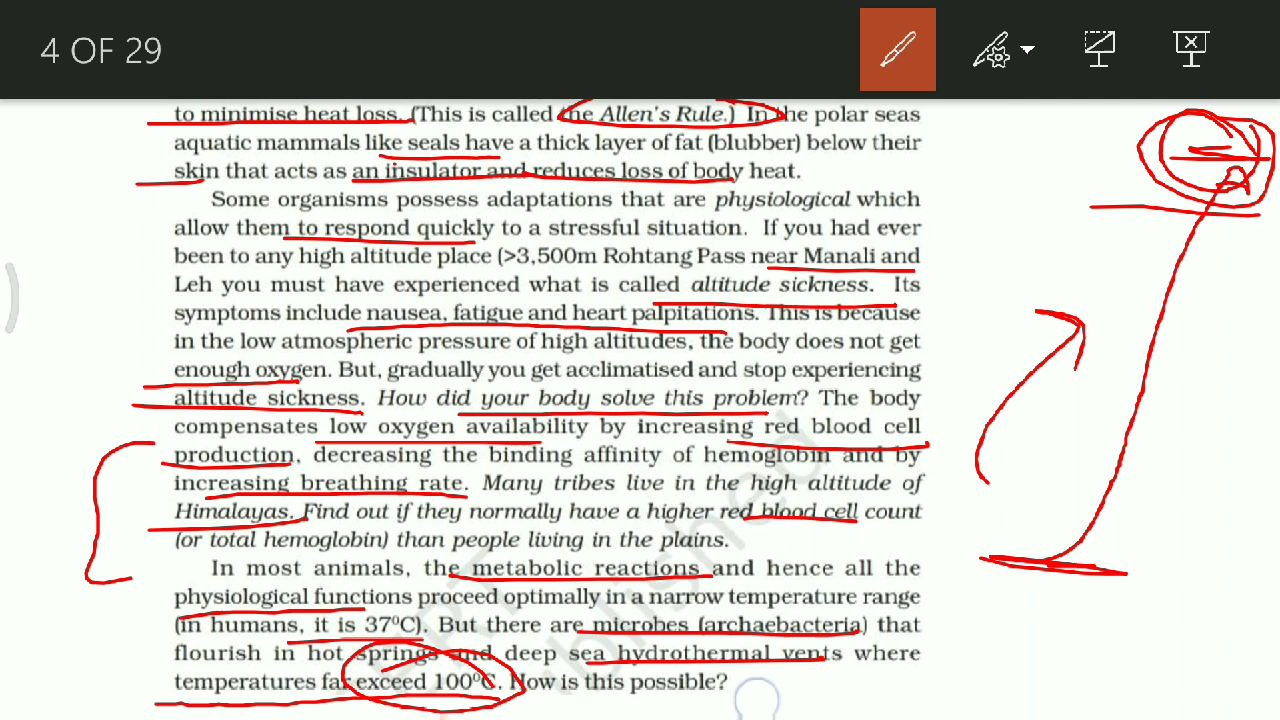 4 OF 29
to minimise heat loss. (This is called the Allen's Rule.) In the polar seas
aquatic mammals like seals have a thick layer of fat (blubber) below their
skin that acts as an insulator and reduces loss of body heat.
Some organisms possess adaptations that are physiological which
allow them to respond quickly to a stressful situation. If you had ever
been to any high altitude place (>3,500m Rohtang Pass near Manali and
Leh you must have experienced what is called altitude sickness. Its
symptoms include nausea, fatigue and heart palpitations. This is because
in the low atmospheric pressure of high altitudes, the body does not get
enough oxygen. But, gradually you get acclimatised and stop experiencing
altitude sickness. How did your body solve this problem? The body
compensates low oxygen availability by increasing red blood cell
production, decreasing the binding affinity of hemoglobin and by
increasing breathing rate. Many tribes live in the high altitude of
Himalayas. Find out if they normally have a higher red blood cell count
(or total hemoglobin) than people living in the plains.
In most animals, the metabolic reactions and hence all the
physiological functions proceed optimally in a narrow temperature range
(in humans, it is 37⁰C). But there are microbes (archaebacteria) that
flourish in hot springs and deep sea hydrothermal vents where
temperatures far exceed 100⁰C. How is this possible?